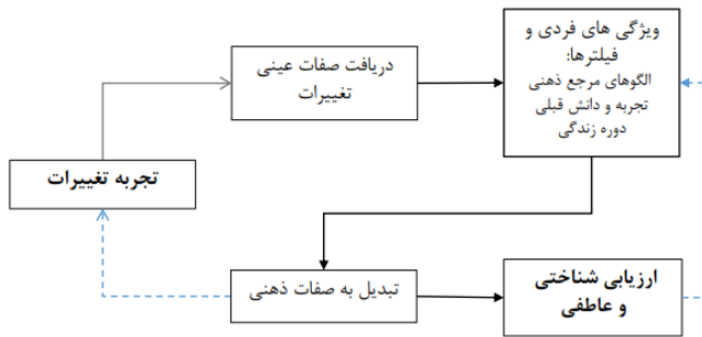 ویژگی های فردی و
فیلترها:
الگوهای مرجع ذهنی
تجربه و دانش قبلی
دوره زندگی
دریافت صفات عینی
تغییرات
تجربه تغییرات
تبدیل به صفات ذهنی
ارزیابی شناختی
و عاطفی